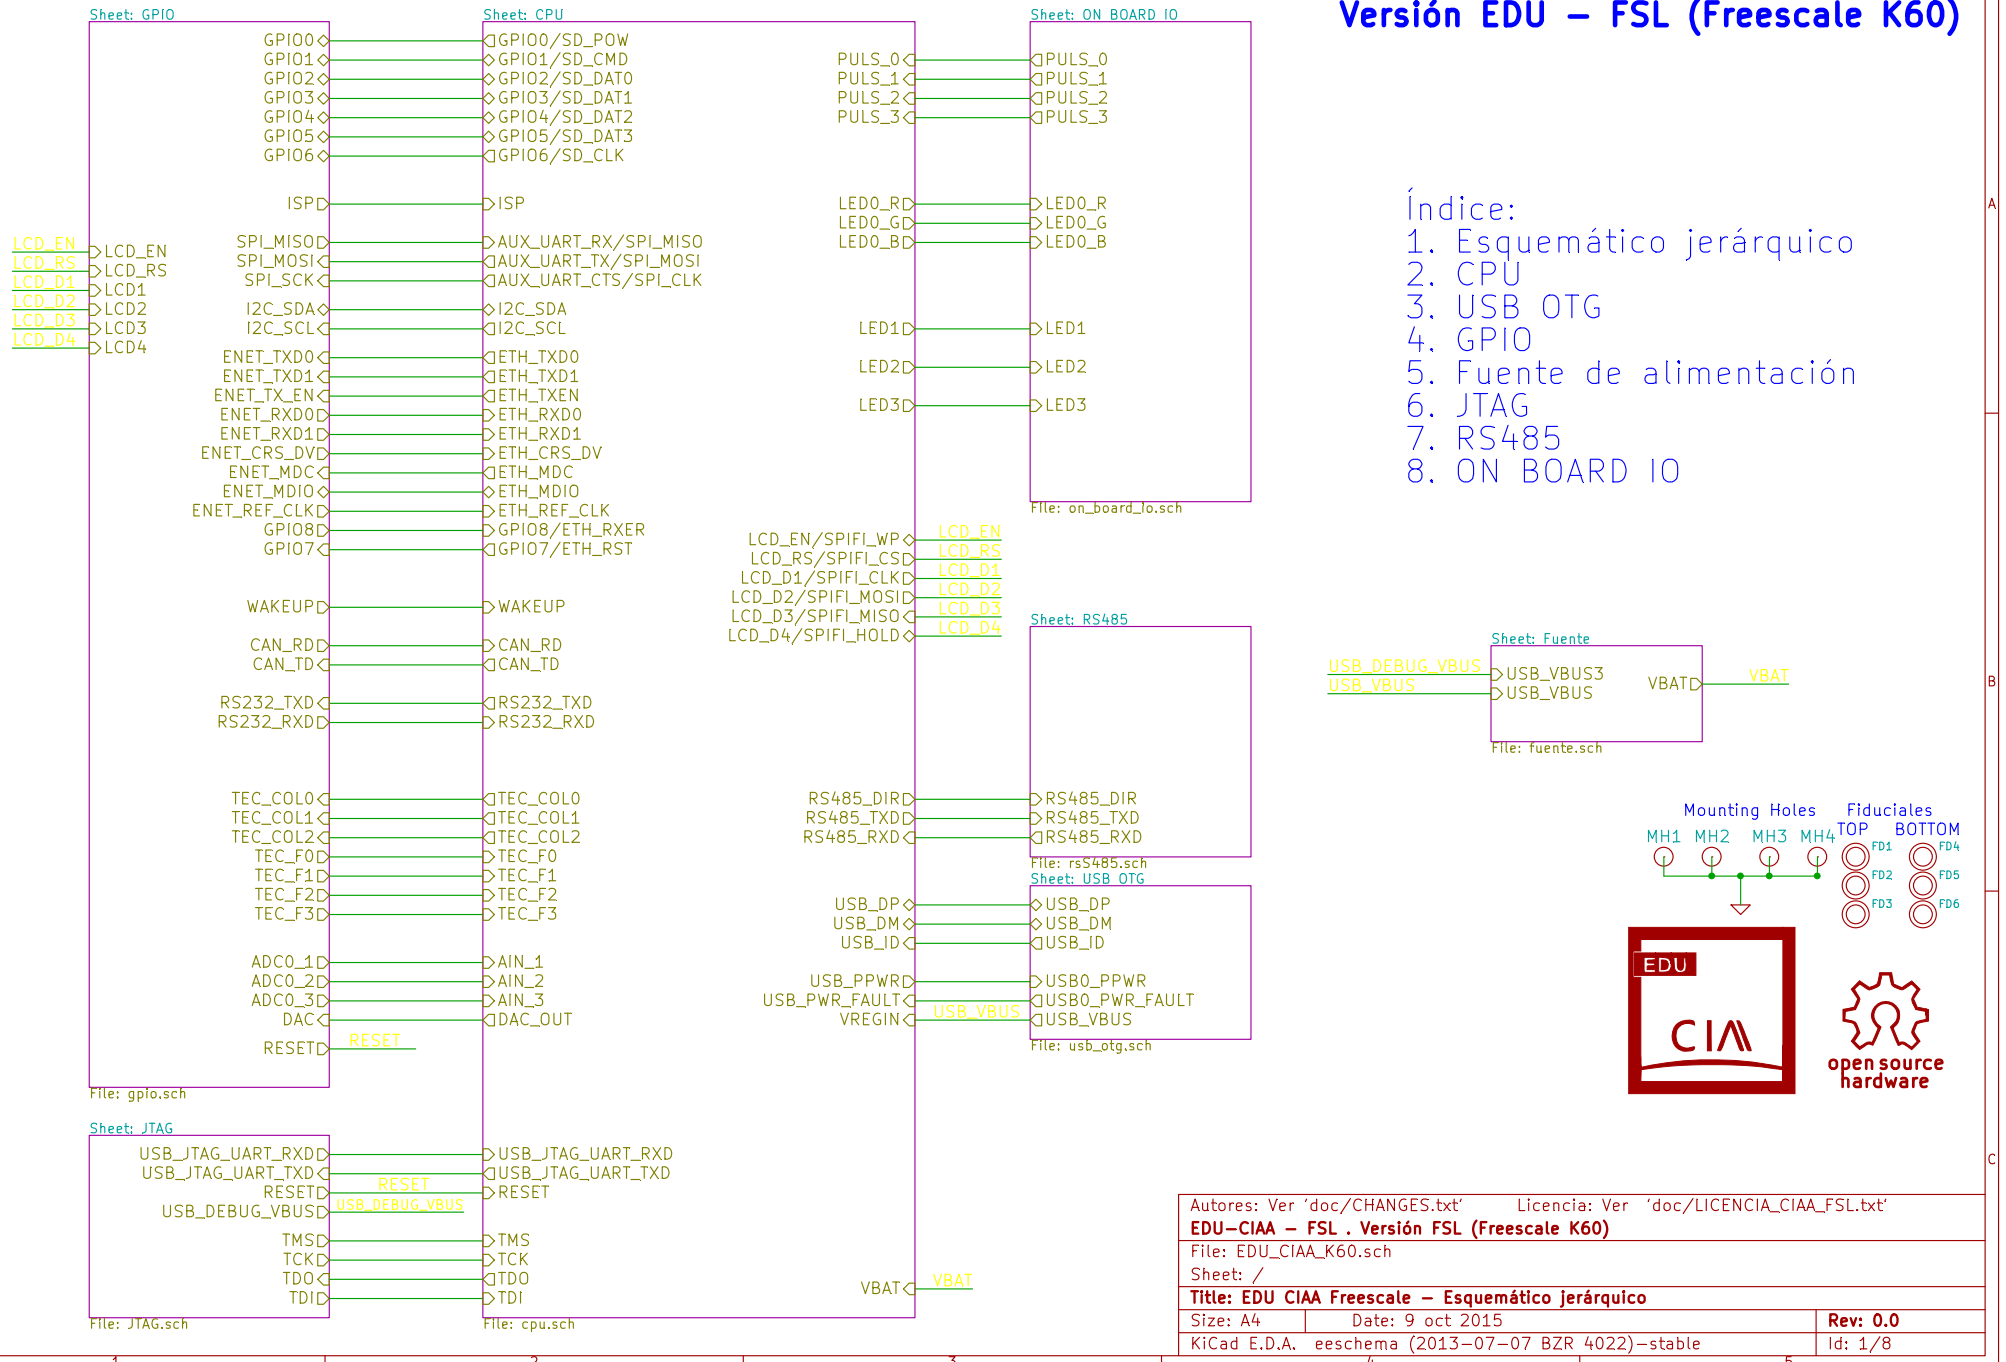 Versión EDU - FSL (Freescale K60)
Sheet: GPIO
GPIO0
GPIO1
GPIO2
GPIO3
GPIO4
GPIO5
GPIO6
ISP
SPI_MISO
SPI_MOSI
SPI_SCK
I2C_SDA
I2C_SCL
ENET_TXD0
ENET_TXD1
ENET_TX_EN
ENET_RXD0
ENET_RXD1
ENET_CRS_DV
ENET_MDC
ENET_MDIO
ENET_REF_CLK
GPIO8
GPIO7
WAKEUP
CAN_RD
CAN_TD
RS232_TXD
RS232_RXD
TEC_COL0
TEC_COL1
TEC_COL2
TEC_F0
TEC_F1
TEC_F2
TEC_F3
ADC0_1
ADC0_2
ADC0_3
DAC
RESET
RESET
LCD_EN
LCD_RS
LCD_D1
LCD_D2
LCD_D3
LCD_D4
LCD_EN
LCD_RS
LCD1
LCD2
LCD3
LCD4
File: gpio.sch
Sheet: JTAG
USB_JTAG_UART_RXD
USB_JTAG_UART_TXD
RESET
USB_DEBUG_VBUS
TMS
TCK
TDO
TDI
RESET
USB_DEBUG_VBUS
File: JTAG.sch
Sheet: CPU
GPIO0/SD_POW
GPIO1/SD_CMD
GPIO2/SD_DAT0
GPIO3/SD_DAT1
GPIO4/SD_DAT2
GPIO5/SD_DAT3
GPIO6/SD_CLK
ISP
AUX_UART_RX/SPI_MISO
AUX_UART_TX/SPI_MOSI
AUX_UART_CTS/SPI_CLK
I2C_SDA
I2C_SCL
ETH_TXD0
ETH_TXD1
ETH_TXEN
ETH_RXD0
ETH_RXD1
ETH_CRS_DV
ETH_MDC
ETH_MDIO
ETH_REF_CLK
GPIO8/ETH_RXER
GPIO7/ETH_RST
WAKEUP
CAN_RD
CAN_TD
RS232_TXD
RS232_RXD
TEC_COL0
TEC_COL1
TEC_COL2
TEC_F0
TEC_F1
TEC_F2
TEC_F3
AIN_1
AIN_2
AIN_3
DAC_OUT
USB_JTAG_UART_RXD
USB_JTAG_UART_TXD
RESET
TMS
TCK
TDO
TDI
File: cpu.sch
PULS_0
PULS_1
PULS_2
PULS_3
LED0_R
LED0_G
LED0_B
LED1
LED2
LED3
LCD_EN/SPIFI_WP
LCD_RS/SPIFI_CS
LCD_D1/SPIFI_CLK
LCD_D2/SPIFI_MOSI
LCD_D3/SPIFI_MISO
LCD_D4/SPIFI_HOLD
LCD_EN
LCD_RS
LCD_D1
LCD_D2
LCD_D3
LCD_D4
RS485_DIR
RS485_TXD
RS485_RXD
USB_DP
USB_DM
USB_ID
USB_PPWR
USB_PWR_FAULT
VREGIN
USB_VBUS
VBAT
VBAT
Sheet: ON BOARD IO
PULS_0
PULS_1
PULS_2
PULS_3
LED0_R
LED0_G
LED0_B
LED1
LED2
LED3
File: on_board_io.sch
Sheet: RS485
RS485_DIR
RS485_TXD
RS485_RXD
File: rsS485.sch
Sheet: USB OTG
USB_DP
USB_DM
USB_ID
USB0_PPWR
USB0_PWR_FAULT
USB_VBUS
File: usb_otg.sch
Índice:
1. Esquemático jerárquico
2. CPU
3. USB OTG
4. GPIO
5. Fuente de alimentación
6. JTAG
7. RS485
8. ON BOARD IO
Sheet: Fuente
USB_DEBUG_VBUS
USB_VBUS
USB_VBUS3
USB_VBUS
VBAT
VBAT
File: fuente.sch
Mounting Holes
MH1 MH2 MH3 MH4
Fiduciales
TOP BOTTOM
FD1 FD4
FD2 FD5
FD3 FD6
EDU
CIAA
open source
hardware
A
B
C
Autores: Ver 'doc/CHANGES.txt' Licencia: Ver 'doc/LICENCIA_CIAA_FSL.txt'
EDU-CIAA - FSL . Versión FSL (Freescale K60)
File: EDU_CIAA_K60.sch
Sheet: /
Title: EDU CIAA Freescale - Esquemático jerárquico
Size: A4 Date: 9 oct 2015 Rev: 0.0
KiCad E.D.A. eeschema (2013-07-07 BZR 4022)-stable Id: 1/8
1 2 3 4 5